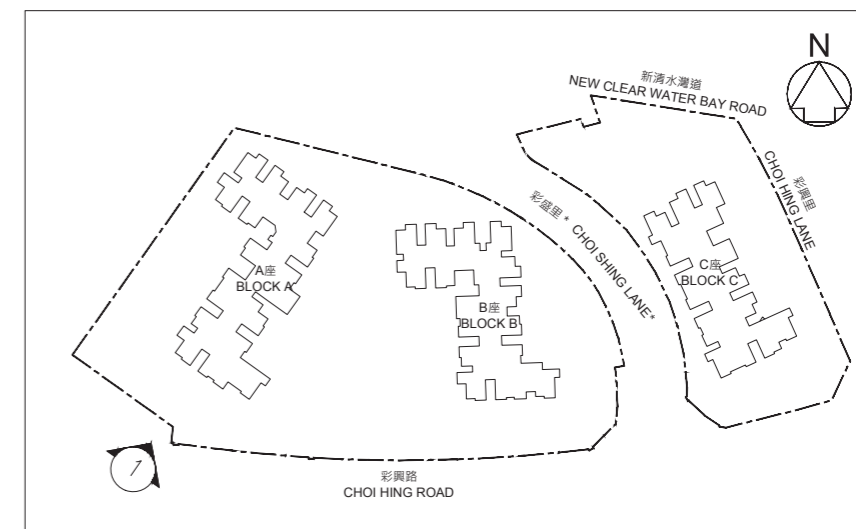 N
新清水灣道
NEW CLEAR WATER BAY ROAD
彩興里
CHOI HING LANE
彩盛里 *
CHOI SHING LANE*
A座
BLOCK A
B座
BLOCK B
C座
BLOCK C
1
彩興路
CHOI HING ROAD